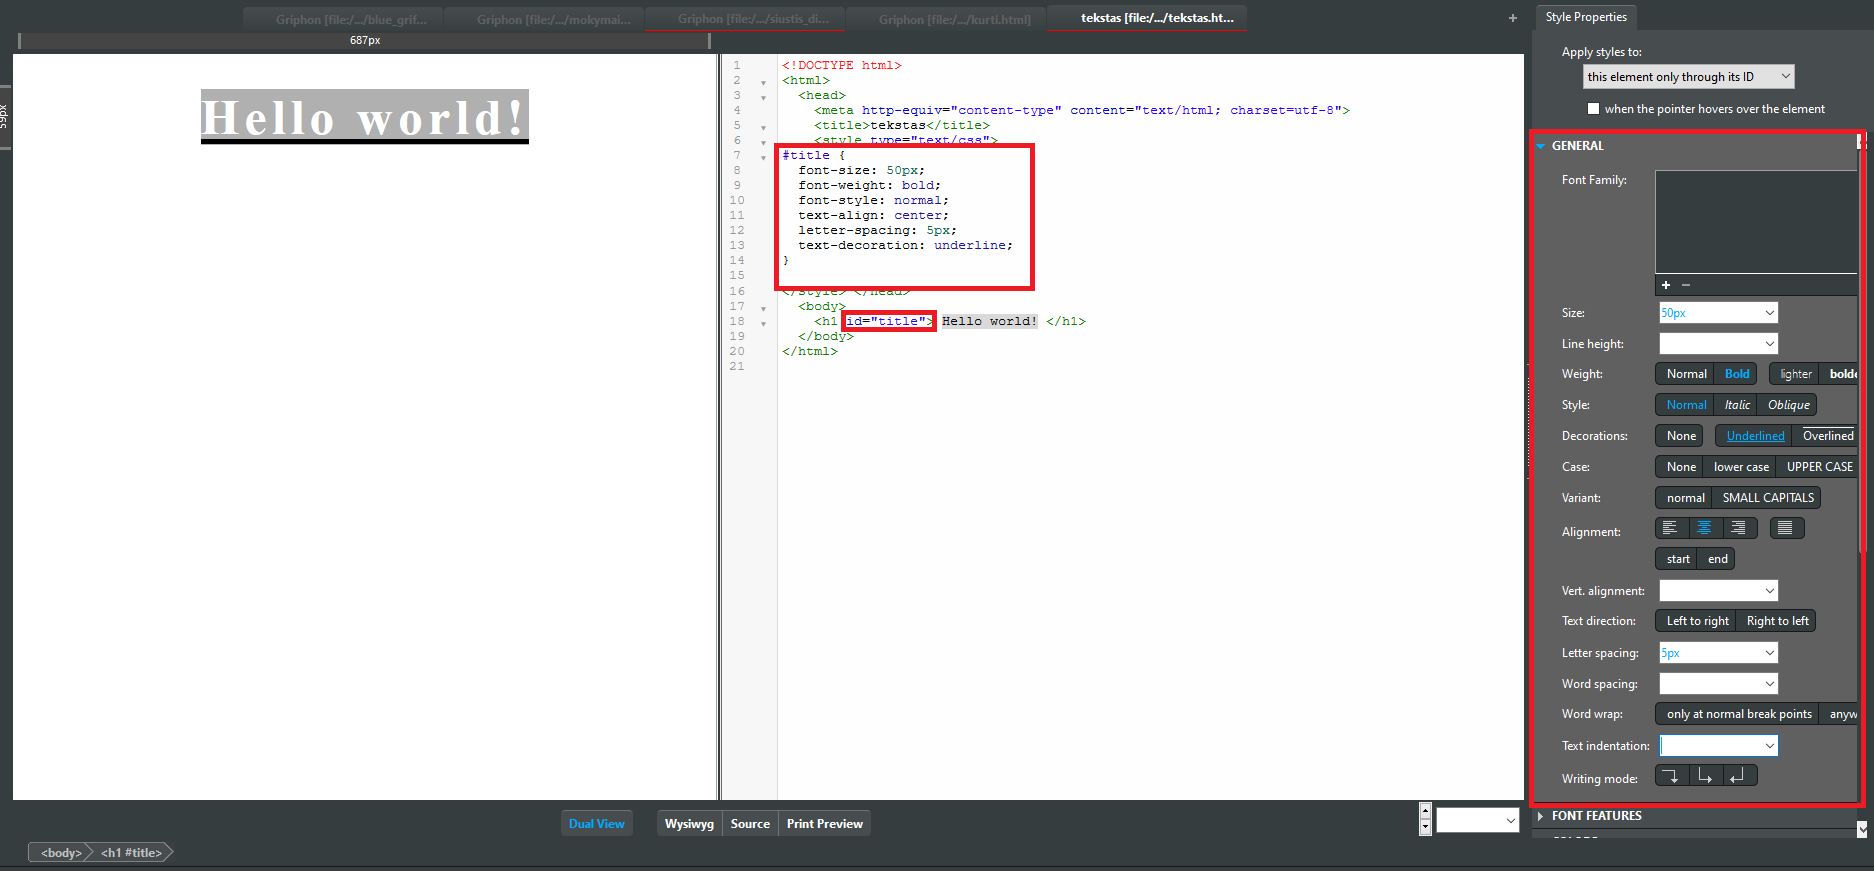 Griphon [file:/.../blue_grif...
Griphon [file:/.../mokymai...
Griphon [file:/.../siustis_di...
Griphon [file:/.../kurti.html]
tekstas [file:/.../tekstas.ht...
+
687px
59px
Hello world!
1 <!DOCTYPE html>
2 <html>
3 <head>
4 <meta http-equiv="content-type" content="text/html; charset=utf-8">
5 <title>tekstas</title>
6 <style type="text/css">
7 #title {
8 font-size: 50px;
9 font-weight: bold;
10 font-style: normal;
11 text-align: center;
12 letter-spacing: 5px;
13 text-decoration: underline;
14 }
15
16 </style> </head>
17 <body>
18 <h1 id="title"> Hello world! </h1>
19 </body>
20 </html>
21
Dual View
Wysiwyg Source Print Preview
<body> <h1 #title>
Style Properties
Apply styles to:
this element only through its ID
when the pointer hovers over the element
GENERAL
Font Family:
+ −
Size: 50px
Line height:
Weight: Normal Bold lighter bolde
Style: Normal Italic Oblique
Decorations: None Underlined Overlined
Case: None lower case UPPER CASE
Variant: normal SMALL CAPITALS
Alignment:
start end
Vert. alignment:
Text direction: Left to right Right to left
Letter spacing: 5px
Word spacing:
Word wrap: only at normal break points anyw
Text indentation:
Writing mode:
FONT FEATURES